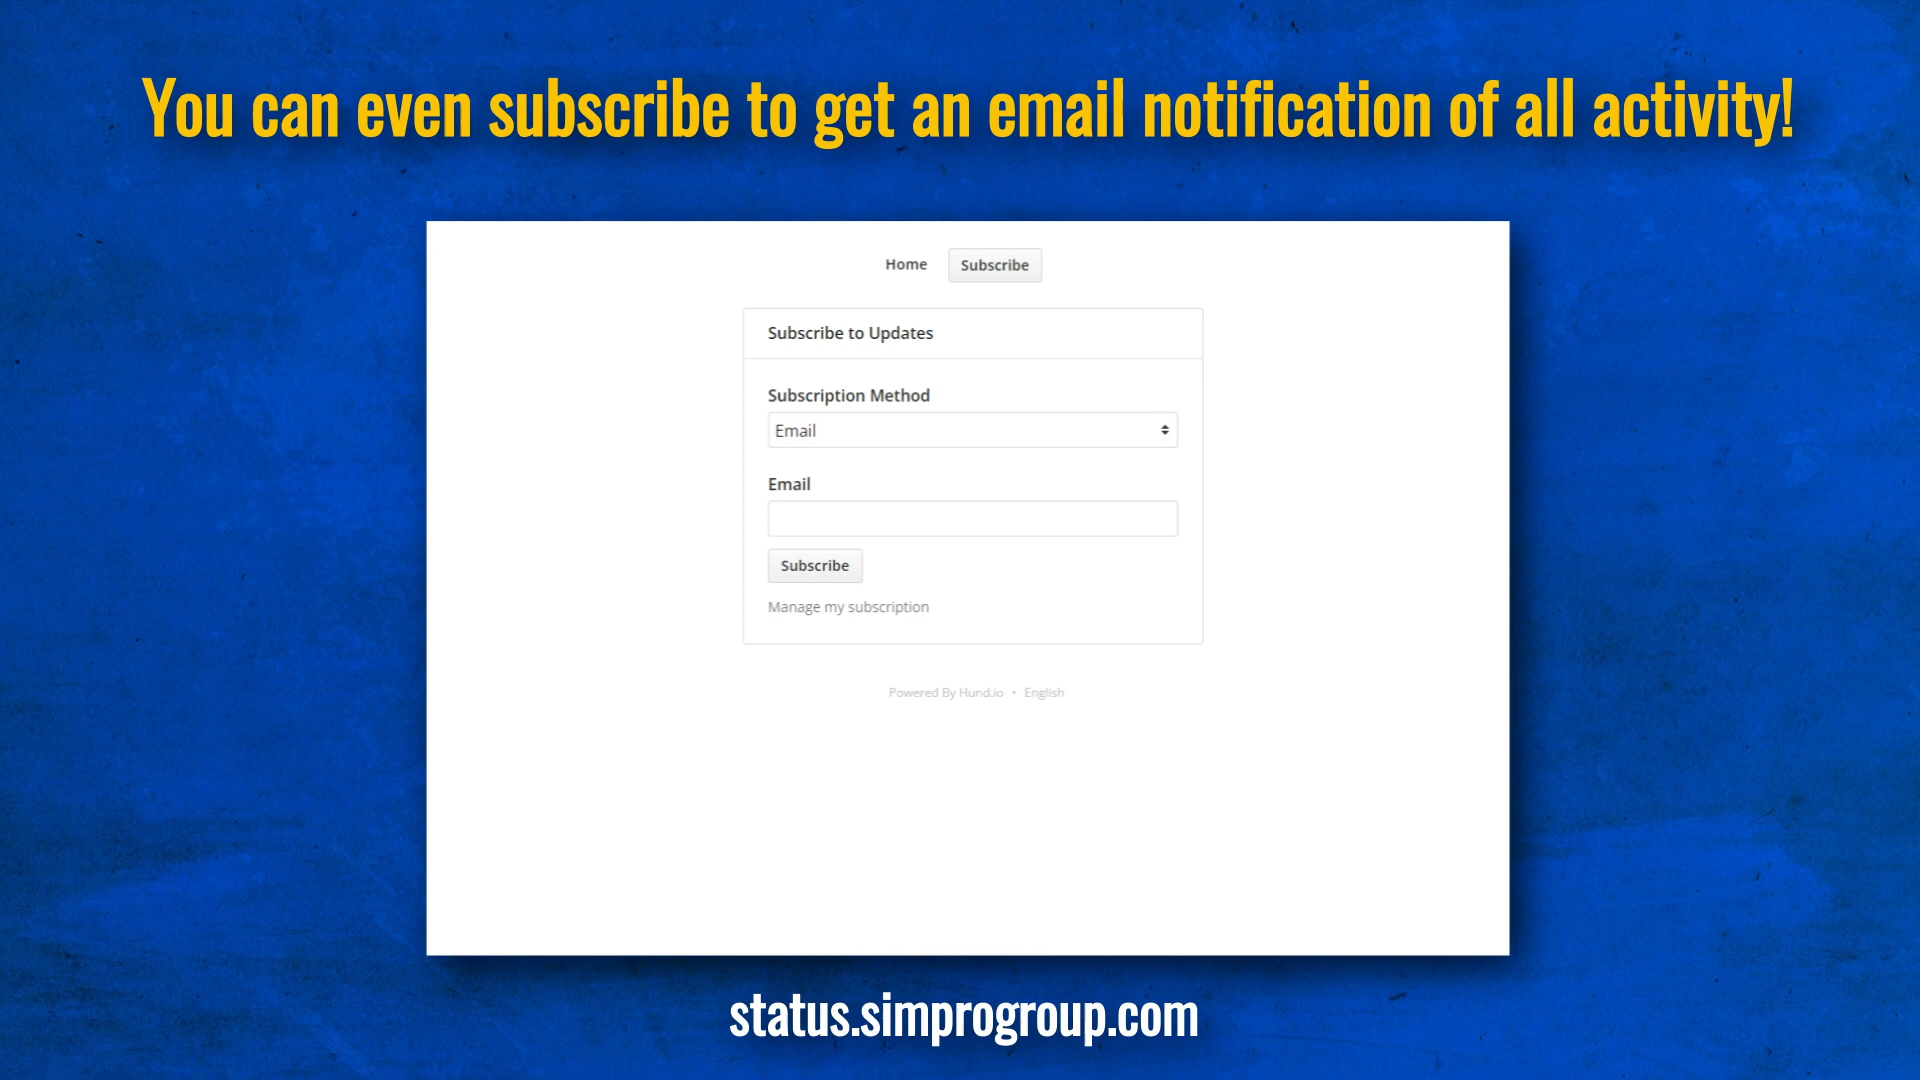 You can even subscribe to get an email notification of all activity!
Home Subscribe
Subscribe to Updates
Subscription Method
Email
Email
Subscribe
Manage my subscription
Powered By Hund.io • English
status.simprogroup.com